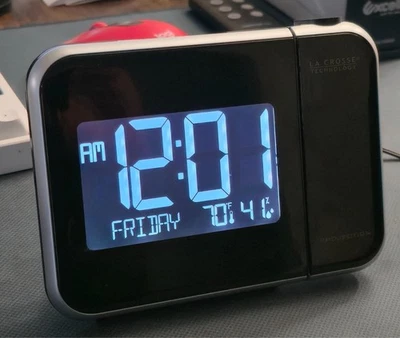 LA CROSSE
TECHNOLOGY
AM 12:01
FRIDAY 70°F 41%